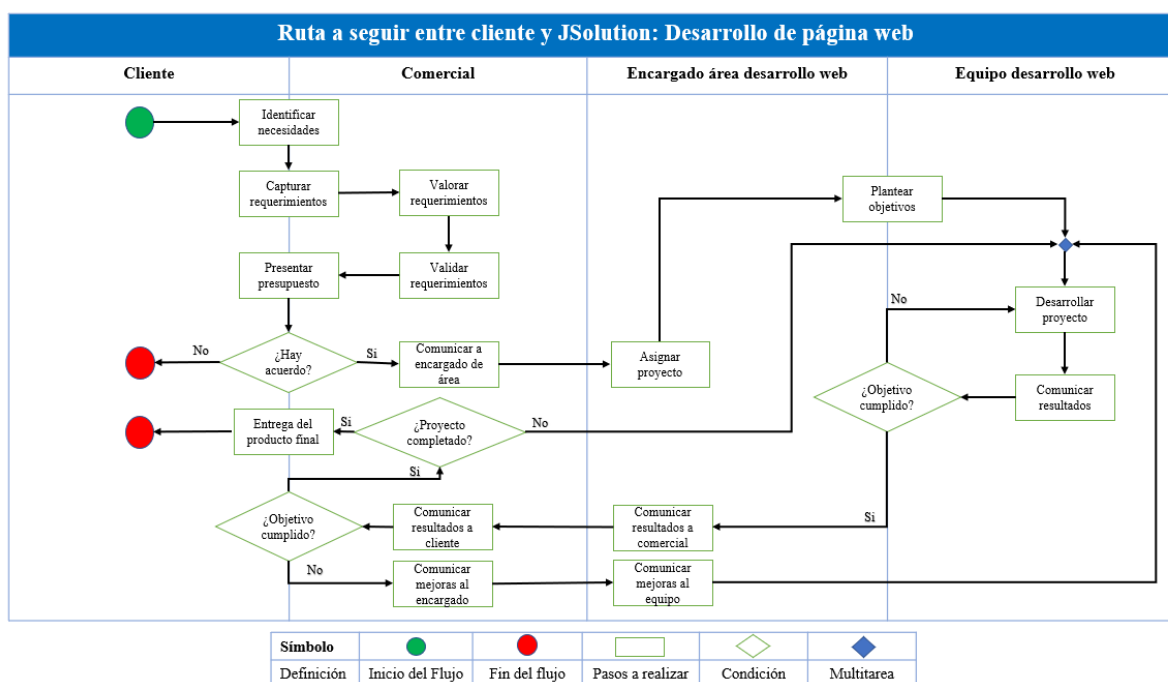 Ruta a seguir entre cliente y JSolution: Desarrollo de página web
Cliente
Comercial
Encargado área desarrollo web
Equipo desarrollo web
Identificar
necesidades
Capturar
requerimientos
Valorar
requerimientos
Plantear
objetivos
Presentar
presupuesto
Validar
requerimientos
No
Desarrollar
proyecto
No
¿Hay
acuerdo?
Si
Comunicar a
encargado de
área
Asignar
proyecto
¿Objetivo
cumplido?
Comunicar
resultados
Entrega del
producto final
Si
¿Proyecto
completado?
No
Si
¿Objetivo
cumplido?
Comunicar
resultados a
cliente
Comunicar
resultados a
comercial
Si
No
Comunicar
mejoras al
encargado
Comunicar
mejoras al
equipo
Símbolo
Definición
Inicio del Flujo
Fin del flujo
Pasos a realizar
Condición
Multitarea